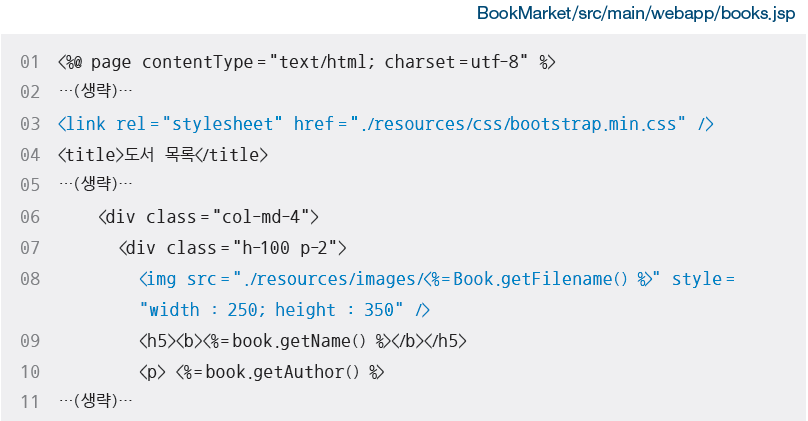 BookMarket/src/main/webapp/books.jsp
01 <%@ page contentType="text/html; charset=utf-8" %>
02 …(생략)…
03 <link rel="stylesheet" href="./resources/css/bootstrap.min.css" />
04 <title>도서 목록</title>
05 …(생략)…
06 <div class="col-md-4">
07 <div class="h-100 p-2">
08 <img src="./resources/images/<%=Book.getFilename() %>" style=
"width : 250; height : 350" />
09 <h5><b><%=book.getName() %></b></h5>
10 <p> <%=book.getAuthor() %>
11 …(생략)…